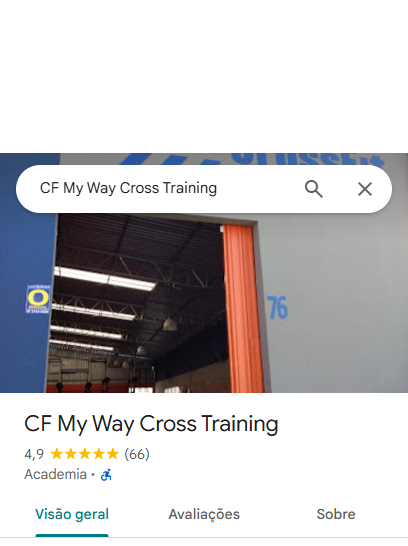 CrossFit
CF My Way Cross Training
76
CF My Way Cross Training
4,9 (66)
Academia ·
Visão geral
Avaliações
Sobre